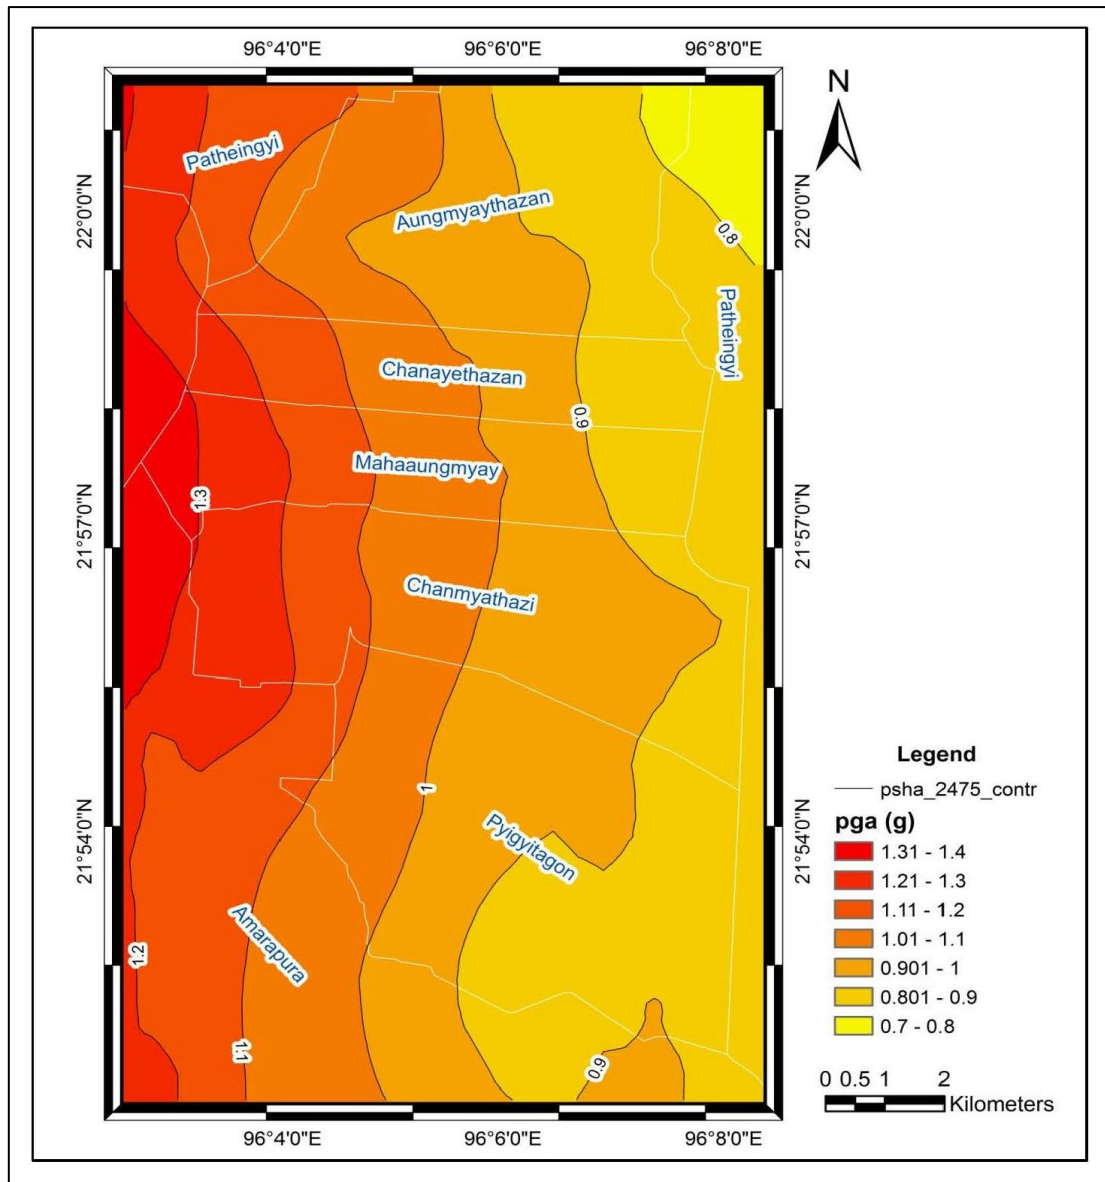 96°4'0"E
96°6'0"E
96°8'0"E
N
Patheingyi
22°0'0"N
22°0'0"N
Aungmyaythazan
0.8
Patheingyi
Chanayethazan
0.9
Mahaaungmyay
1.3
21°57'0"N
21°57'0"N
Chanmyathazi
Legend
psha_2475_contr
pga (g)
1.31 - 1.4
1.21 - 1.3
1.11 - 1.2
1.01 - 1.1
0.901 - 1
0.801 - 0.9
0.7 - 0.8
1
21°54'0"N
21°54'0"N
Pyigyitagon
Amarapura
1.2
1.1
0.9
0 0.5 1 2
Kilometers
96°4'0"E
96°6'0"E
96°8'0"E